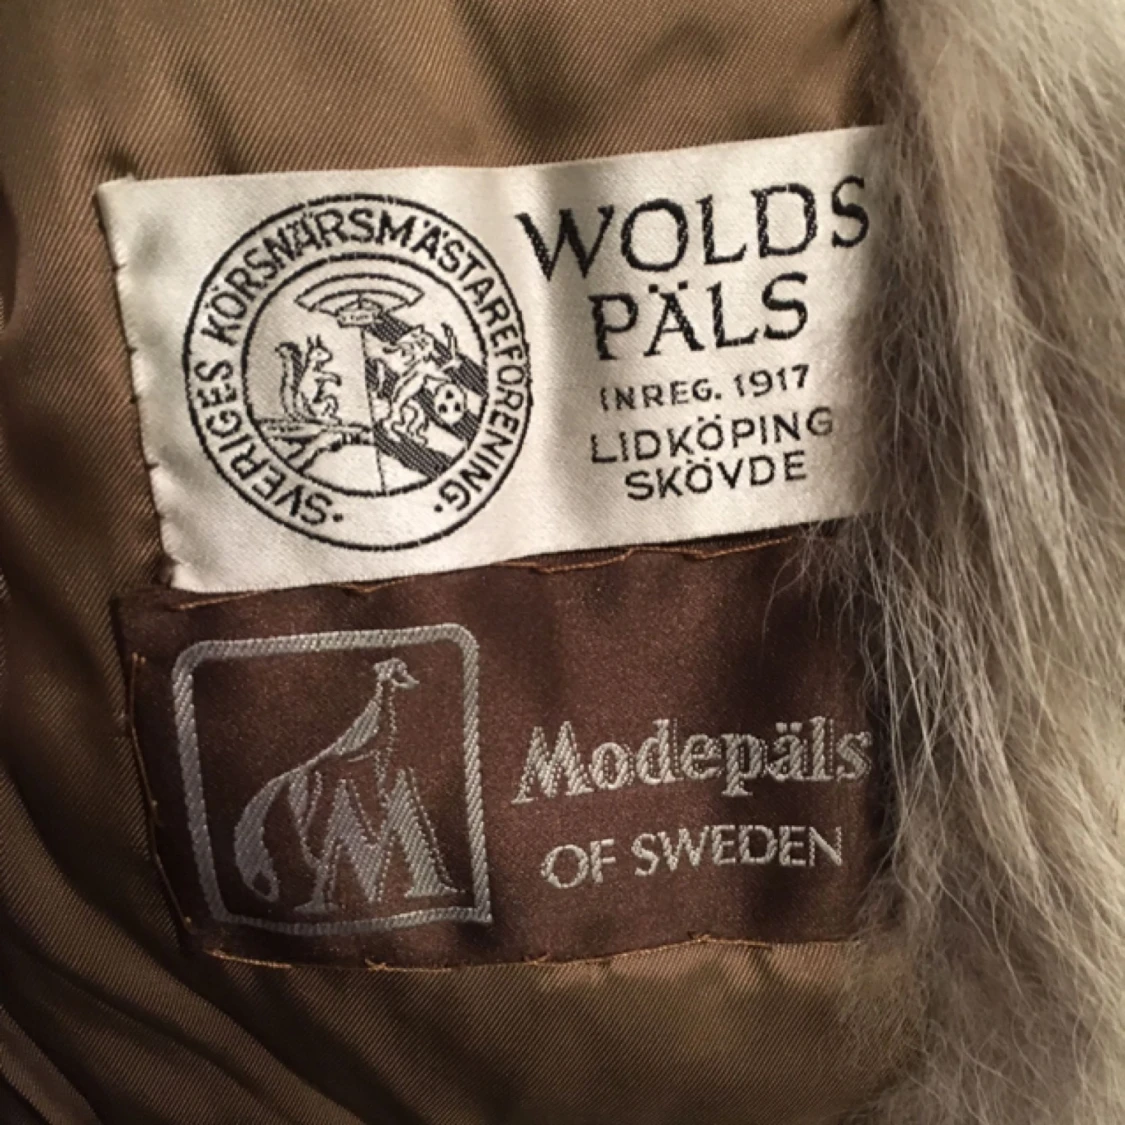 SVERIGES KÖRSNÄRSMÄSTAREFÖRENING
WOLDS
PÄLS
INREG. 1917
LIDKÖPING
SKÖVDE
M
Modepäls
OF SWEDEN